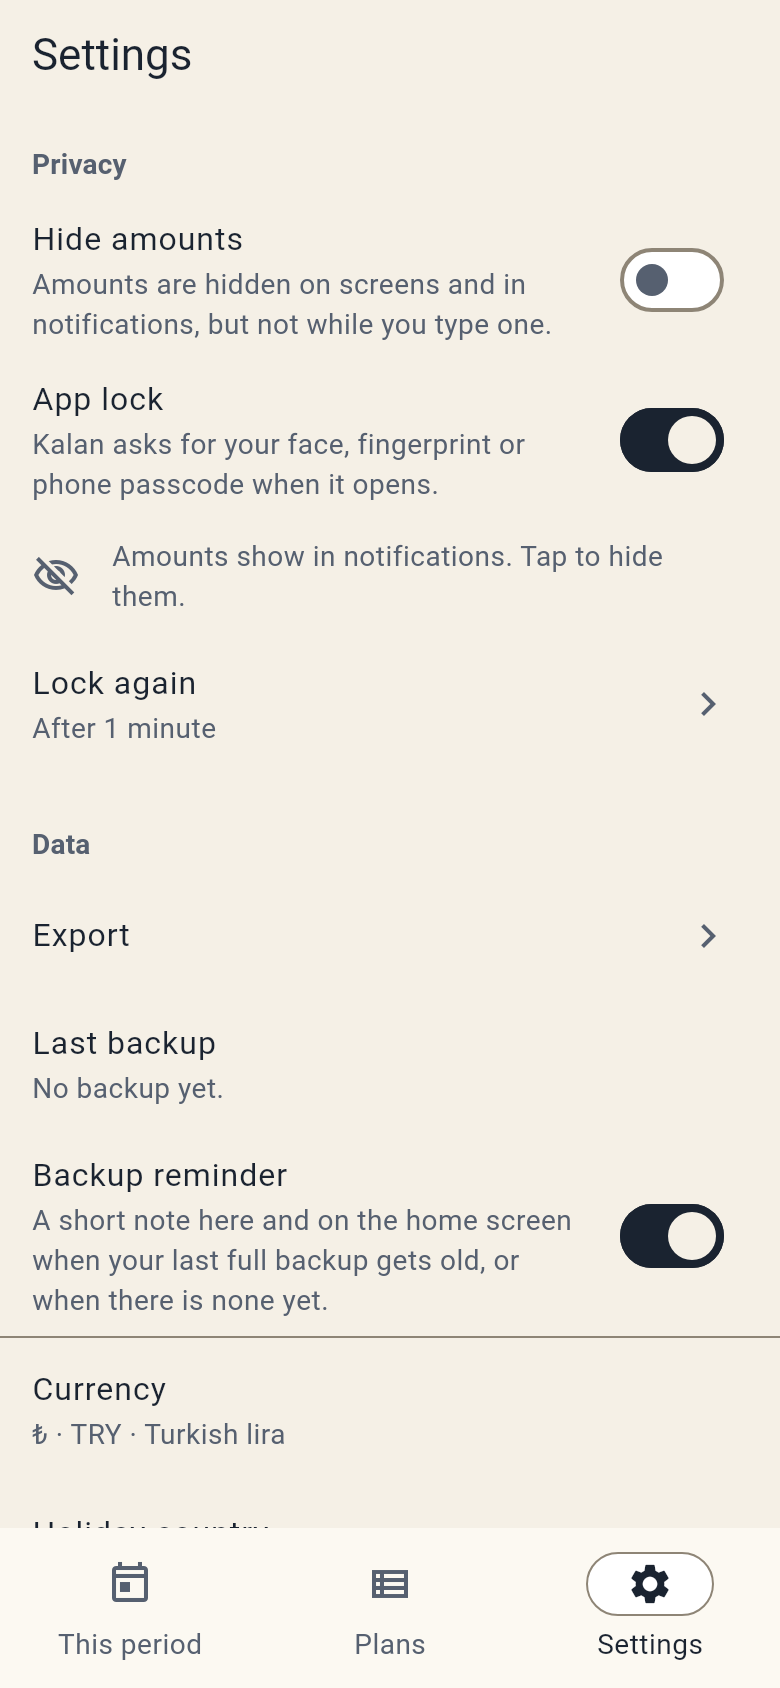 Settings
Privacy
Hide amounts
Amounts are hidden on screens and in
notifications, but not while you type one.
App lock
Kalan asks for your face, fingerprint or
phone passcode when it opens.
Amounts show in notifications. Tap to hide
them.
Lock again
After 1 minute
Data
Export
Last backup
No backup yet.
Backup reminder
A short note here and on the home screen
when your last full backup gets old, or
when there is none yet.
Currency
₺ · TRY · Turkish lira
Holiday country
This period
Plans
Settings